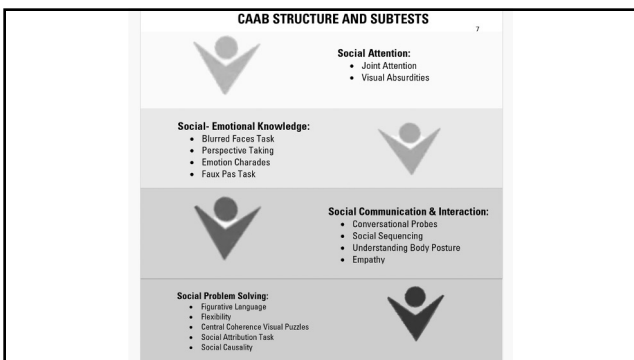 CAAB STRUCTURE AND SUBTESTS
7
Social Attention:
• Joint Attention
• Visual Absurdities
Social- Emotional Knowledge:
• Blurred Faces Task
• Perspective Taking
• Emotion Charades
• Faux Pas Task
Social Communication & Interaction:
• Conversational Probes
• Social Sequencing
• Understanding Body Posture
• Empathy
Social Problem Solving:
• Figurative Language
• Flexibility
• Central Coherence Visual Puzzles
• Social Attribution Task
• Social Causality